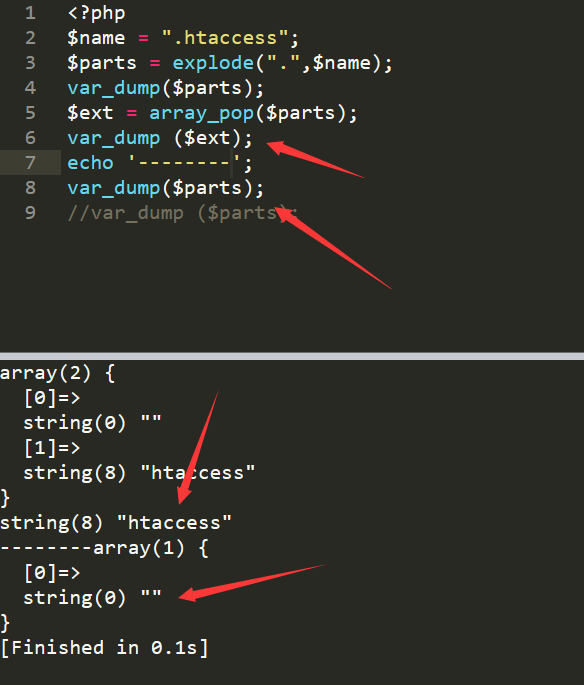 1 <?php
2 $name = ".htaccess";
3 $parts = explode(".",$name);
4 var_dump($parts);
5 $ext = array_pop($parts);
6 var_dump ($ext);
7 echo '--------';
8 var_dump($parts);
9 //var_dump ($parts);
array(2) {
  [0]=>
  string(0) ""
  [1]=>
  string(8) "htaccess"
}
string(8) "htaccess"
--------array(1) {
  [0]=>
  string(0) ""
}
[Finished in 0.1s]